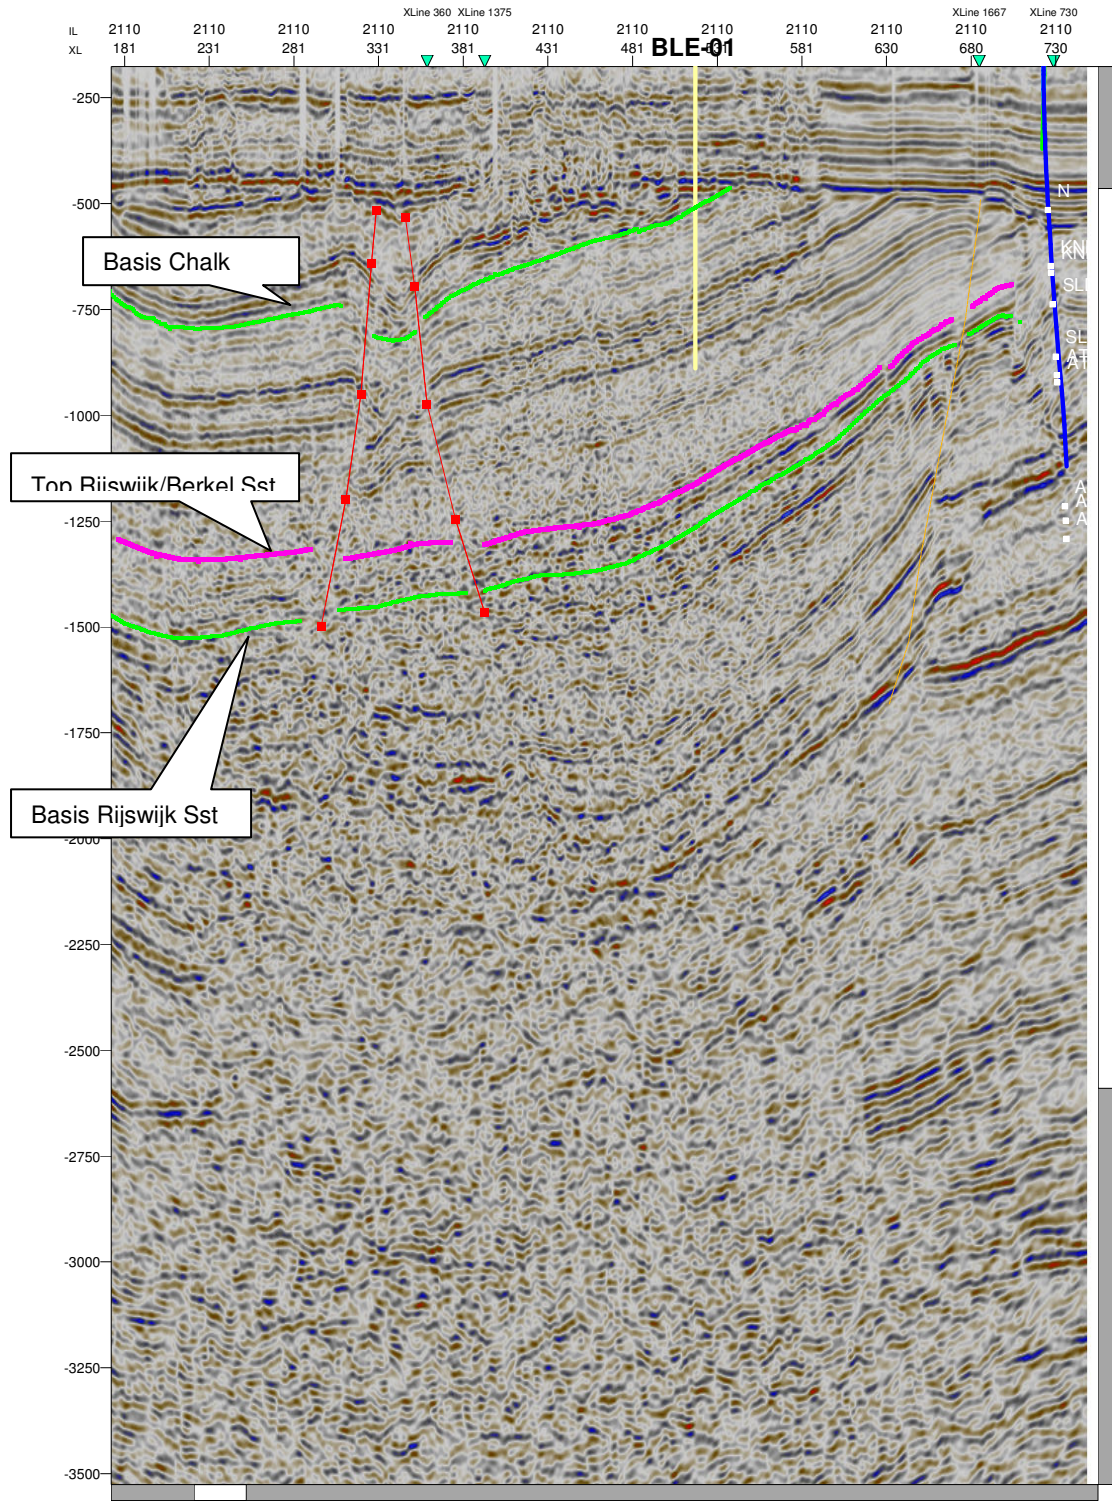 XLine 360 XLine 1375 XLine 1667 XLine 730
IL 2110 2110 2110 2110 2110 2110 2110 2110 2110 2110 2110 2110
XL 181 231 281 331 381 431 481 531 581 630 680 730
BLE-01
-250
-500
N
Basis Chalk
-750
-1000
Top Rijswijk/Berkel Sst
-1250
-1500
-1750
Basis Rijswijk Sst
-2000
-2250
-2500
-2750
-3000
-3250
-3500